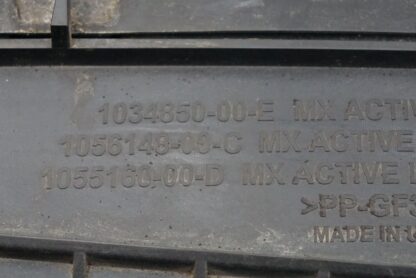 1034850-00-E MX ACTIV
1056149-00-C MX ACTIVE
1055160-00-D MX ACTIVE
>PP-GF3
MADE IN U